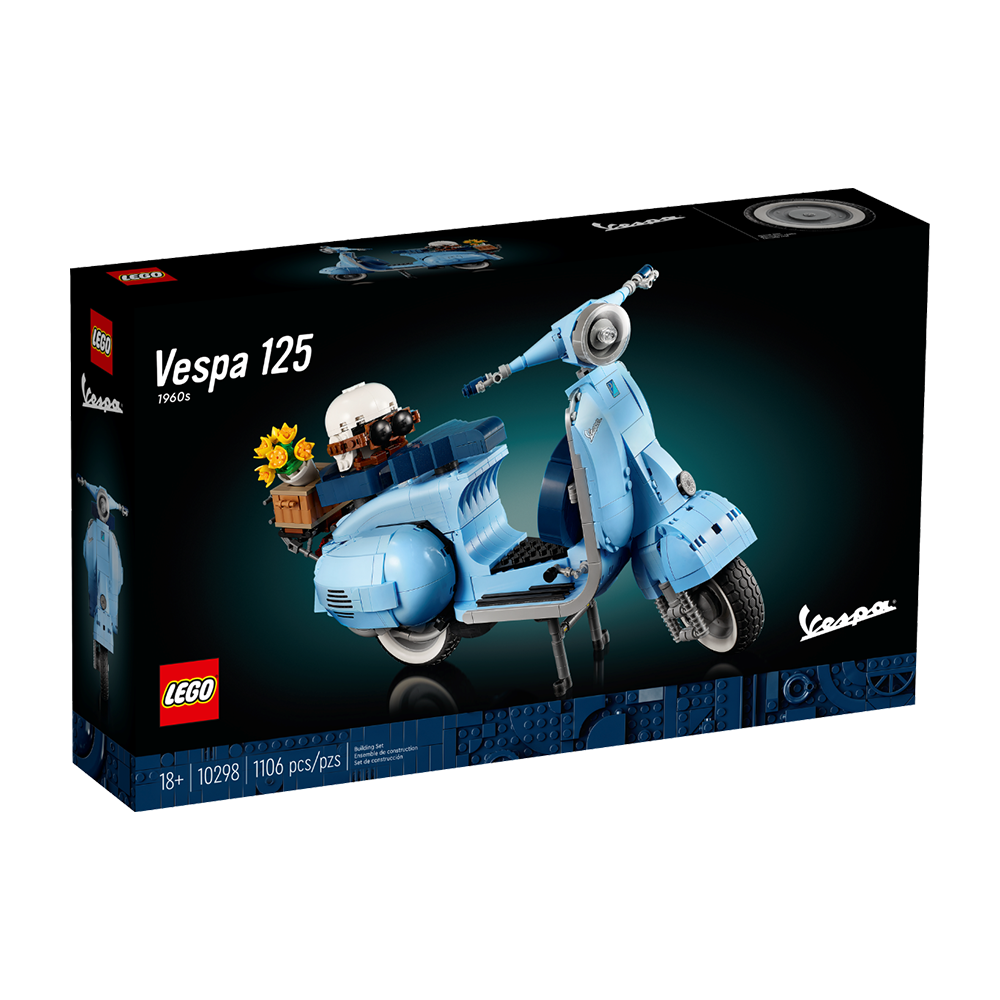 Vespa
LEGO
LEGO
Vespa
Vespa 125
1960s
Vespa
Vespa
LEGO
18+ | 10298 | 1106 pcs/pzs
Building Set
Ensemble de construction
Set de construcción